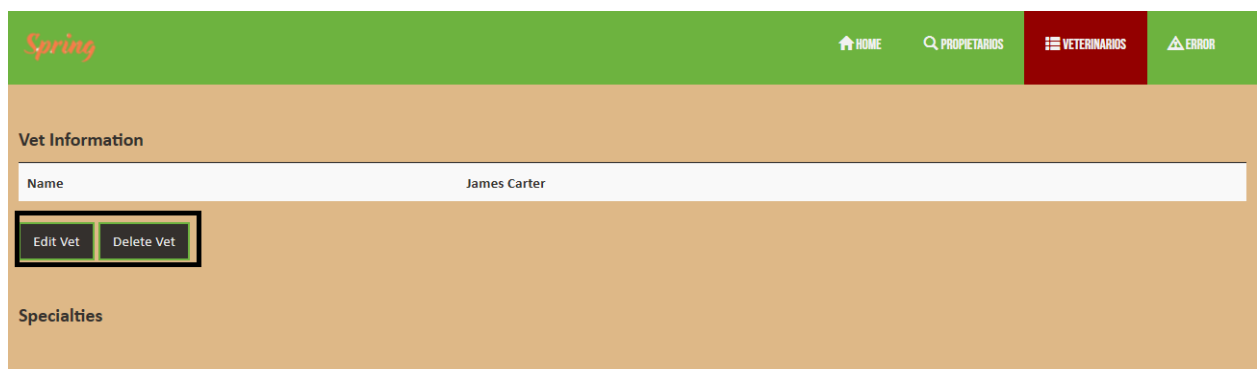 Spring
HOME PROPIETARIOS VETERINARIOS ERROR
Vet Information
Name James Carter
Edit Vet Delete Vet
Specialties